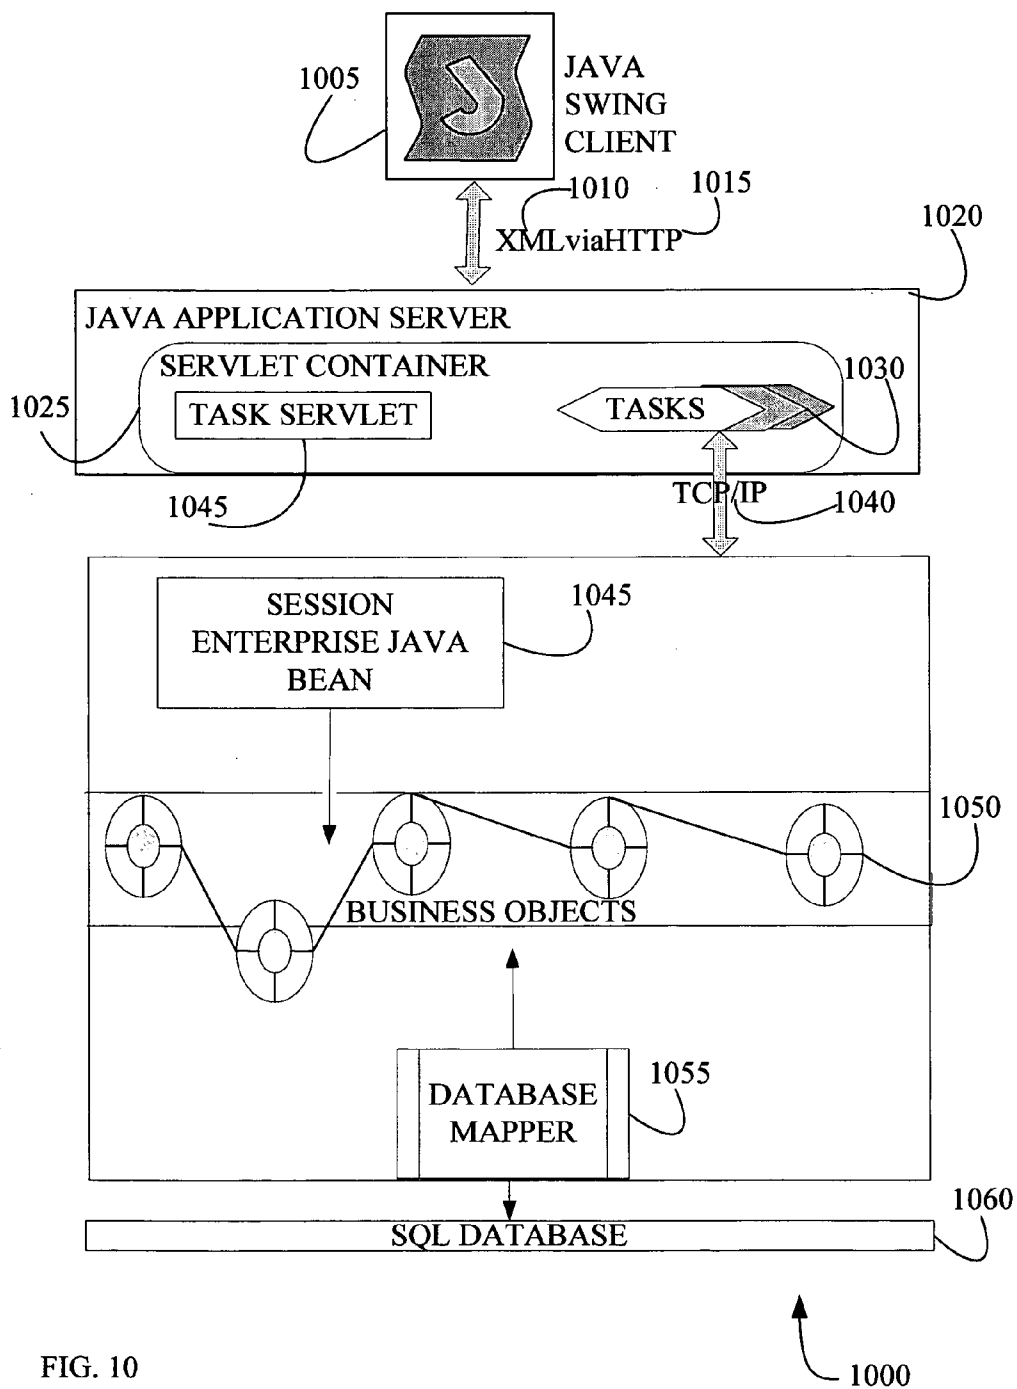 1005
JAVA
SWING
CLIENT
1010
1015
XMLviaHTTP
1020
JAVA APPLICATION SERVER
SERVLET CONTAINER
1030
1025
TASK SERVLET
TASKS
1045
TCP/IP
1040
SESSION
ENTERPRISE JAVA
BEAN
1045
1050
BUSINESS OBJECTS
DATABASE
MAPPER
1055
1060
SQL DATABASE
FIG. 10
1000